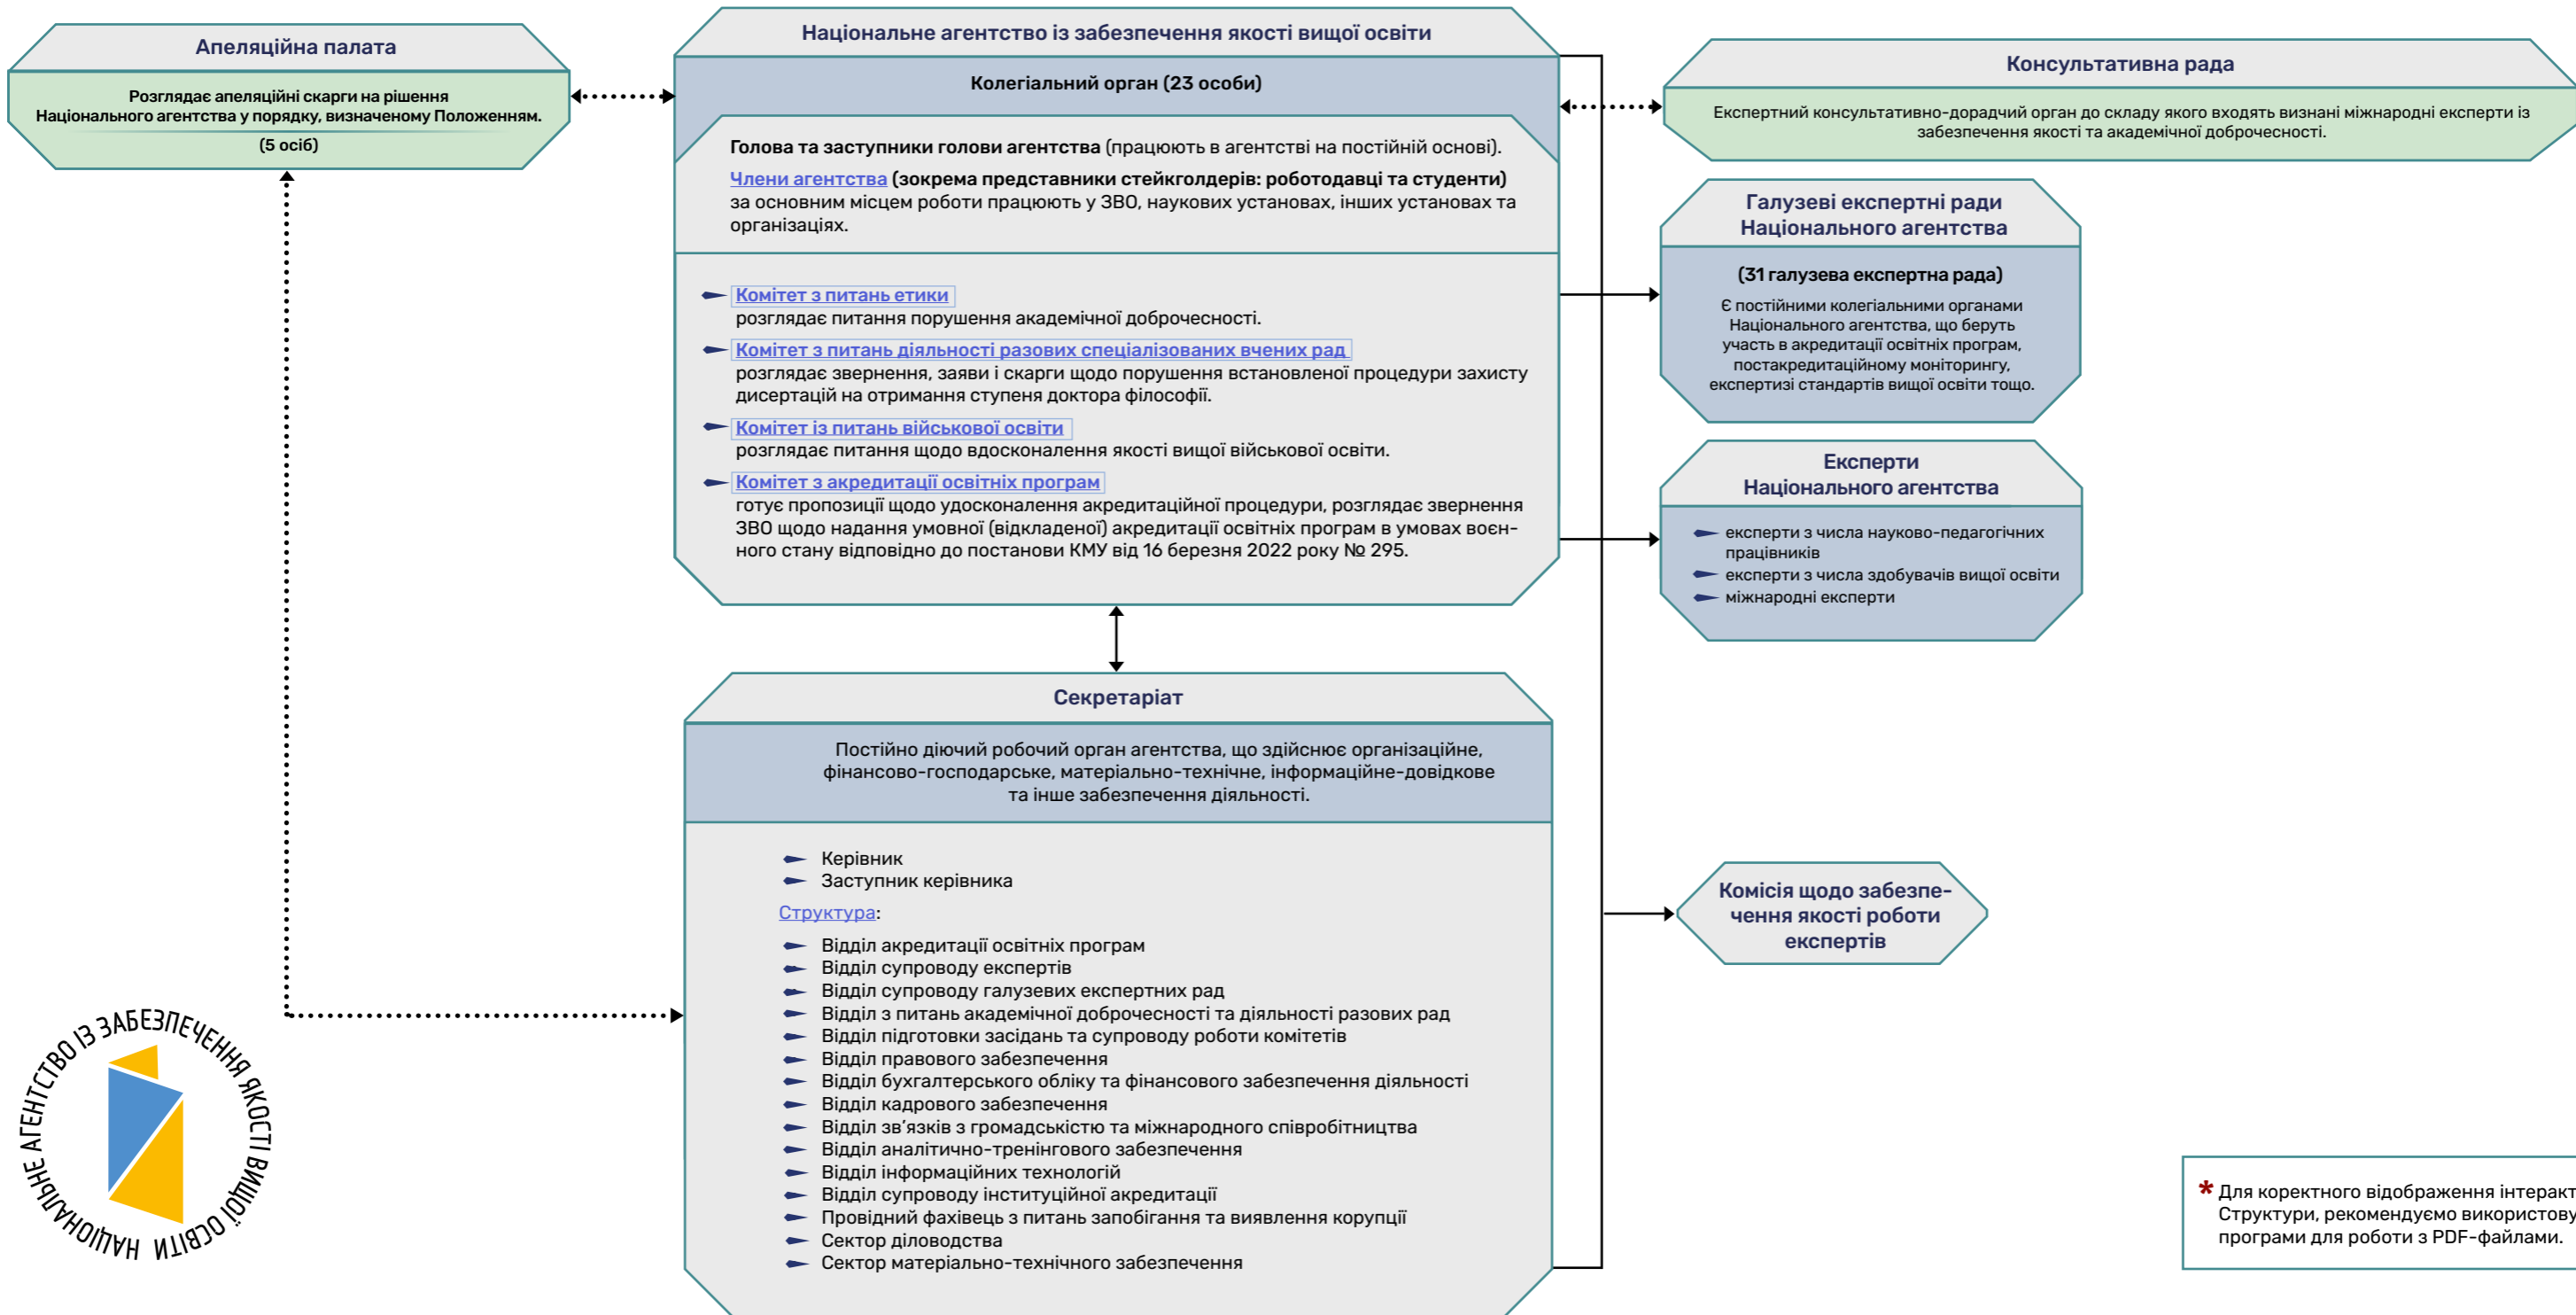 Апеляційна палата
Розглядає апеляційні скарги на рішення
Національного агентства у порядку, визначеному Положенням.
(5 осіб)
Національне агентство із забезпечення якості вищої освіти
Колегіальний орган (23 особи)
Голова та заступники голови агентства (працюють в агентстві на постійній основі).
Члени агентства (зокрема представники стейкголдерів: роботодавці та студенти)
за основним місцем роботи працюють у ЗВО, наукових установах, інших установах та
організаціях.
Комітет з питань етики
розглядає питання порушення академічної доброчесності.
Комітет з питань діяльності разових спеціалізованих вчених рад
розглядає звернення, заяви і скарги щодо порушення встановленої процедури захисту
дисертацій на отримання ступеня доктора філософії.
Комітет із питань військової освіти
розглядає питання щодо вдосконалення якості вищої військової освіти.
Комітет з акредитації освітніх програм
готує пропозиції щодо удосконалення акредитаційної процедури, розглядає звернення
ЗВО щодо надання умовної (відкладеної) акредитації освітніх програм в умовах воєн-
ного стану відповідно до постанови КМУ від 16 березня 2022 року № 295.
Консультативна рада
Експертний консультативно-дорадчий орган до складу якого входять визнані міжнародні експерти із
забезпечення якості та академічної доброчесності.
Галузеві експертні ради
Національного агентства
(31 галузева експертна рада)
Є постійними колегіальними органами
Національного агентства, що беруть
участь в акредитації освітніх програм,
постакредитаційному моніторингу,
експертизі стандартів вищої освіти тощо.
Експерти
Національного агентства
експерти з числа науково-педагогічних
працівників
експерти з числа здобувачів вищої освіти
міжнародні експерти
Секретаріат
Постійно діючий робочий орган агентства, що здійснює організаційне,
фінансово-господарське, матеріально-технічне, інформаційне-довідкове
та інше забезпечення діяльності.
Керівник
Заступник керівника
Структура:
Відділ акредитації освітніх програм
Відділ супроводу експертів
Відділ супроводу галузевих експертних рад
Відділ з питань академічної доброчесності та діяльності разових рад
Відділ підготовки засідань та супроводу роботи комітетів
Відділ правового забезпечення
Відділ бухгалтерського обліку та фінансового забезпечення діяльності
Відділ кадрового забезпечення
Відділ зв’язків з громадськістю та міжнародного співробітництва
Відділ аналітично-тренінгового забезпечення
Відділ інформаційних технологій
Відділ супроводу інституційної акредитації
Провідний фахівець з питань запобігання та виявлення корупції
Сектор діловодства
Сектор матеріально-технічного забезпечення
Комісія щодо забезпе-
чення якості роботи
експертів
НАЦІОНАЛЬНЕ АГЕНТСТВО ІЗ ЗАБЕЗПЕЧЕННЯ ЯКОСТІ ВИЩОЇ ОСВІТИ
* Для коректного відображення
Структури, рекомендуємо
програми для роботи з PDF-файлами.